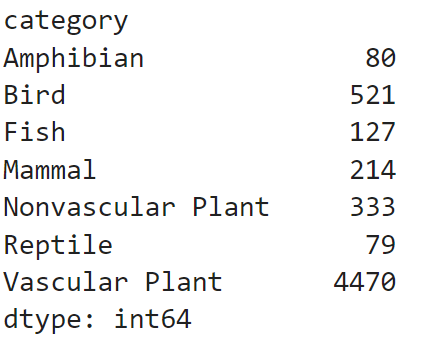 category
Amphibian 80
Bird 521
Fish 127
Mammal 214
Nonvascular Plant 333
Reptile 79
Vascular Plant 4470
dtype: int64